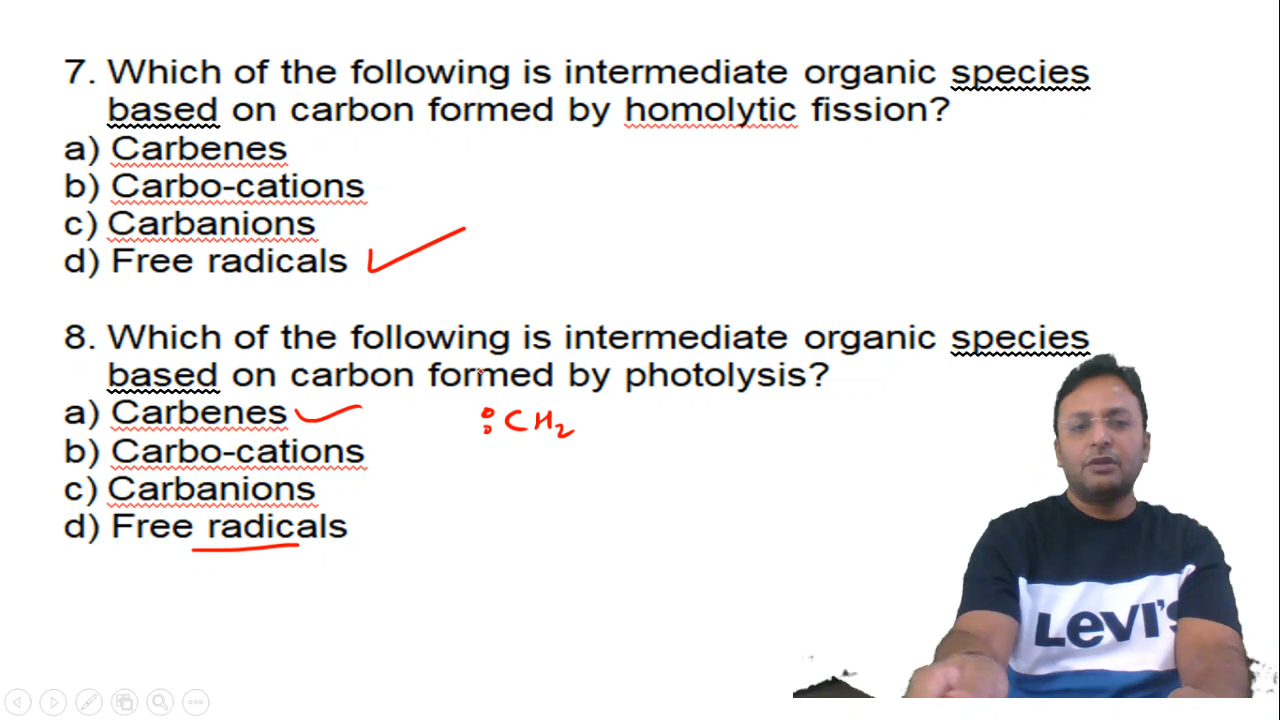 7. Which of the following is intermediate organic species
based on carbon formed by homolytic fission?
a) Carbenes
b) Carbo-cations
c) Carbanions
d) Free radicals
8. Which of the following is intermediate organic species
based on carbon formed by photolysis?
a) Carbenes
:CH2
b) Carbo-cations
c) Carbanions
d) Free radicals
Levi's